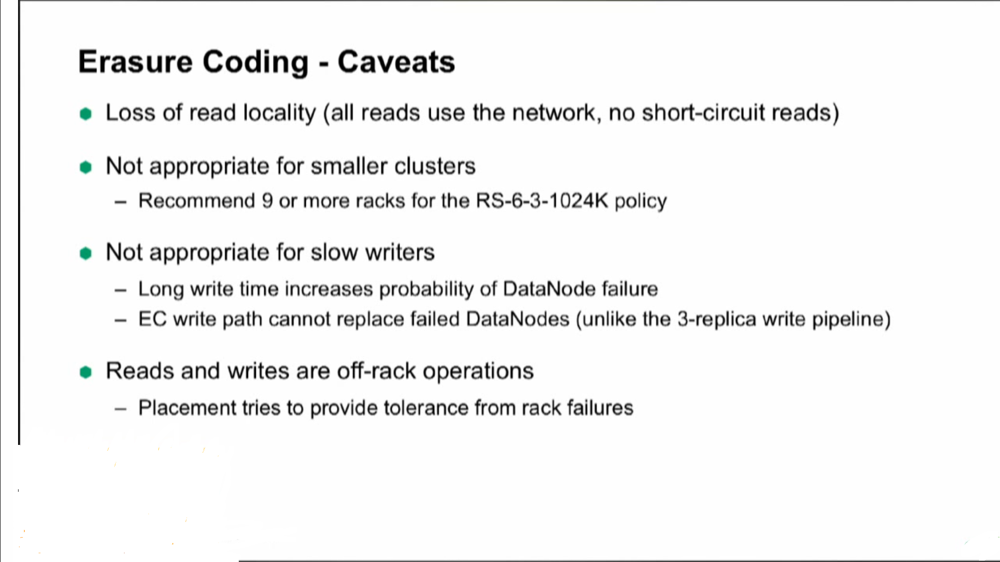 Erasure Coding - Caveats
Loss of read locality (all reads use the network, no short-circuit reads)
Not appropriate for smaller clusters
– Recommend 9 or more racks for the RS-6-3-1024K policy
Not appropriate for slow writers
– Long write time increases probability of DataNode failure
– EC write path cannot replace failed DataNodes (unlike the 3-replica write pipeline)
Reads and writes are off-rack operations
– Placement tries to provide tolerance from rack failures